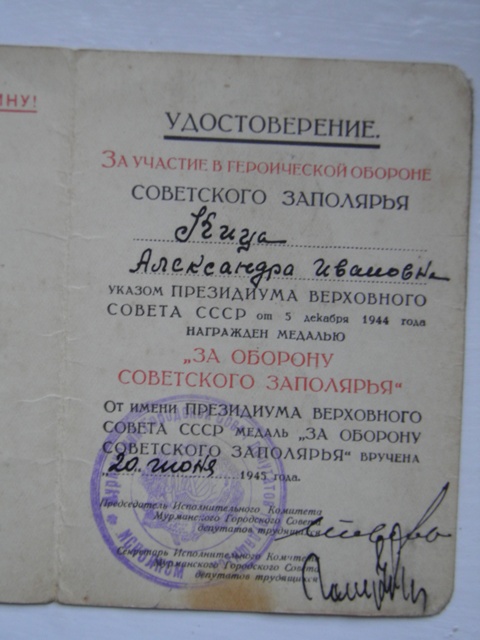 ИНУ!
УДОСТОВЕРЕНИЕ.
ЗА УЧАСТИЕ В ГЕРОИЧЕСКОЙ ОБОРОНЕ
СОВЕТСКОГО ЗАПОЛЯРЬЯ
Кица
Александра Ивановна
УКАЗОМ ПРЕЗИДИУМА ВЕРХОВНОГО
СОВЕТА СССР от 5 декабря 1944 года
НАГРАЖДЕН МЕДАЛЬЮ
„ЗА ОБОРОНУ
СОВЕТСКОГО ЗАПОЛЯРЬЯ“
ОТ ИМЕНИ ПРЕЗИДИУМА ВЕРХОВНОГО
СОВЕТА СССР МЕДАЛЬ „ЗА ОБОРОНУ
СОВЕТСКОГО ЗАПОЛЯРЬЯ“ ВРУЧЕНА
„20 июня 1945 года.
Председатель Исполнительного Комитета
Мурманского Городского Совета
депутатов трудящихся
Секретарь Исполнительного Комитета
Мурманского Городского Совета
депутатов трудящихся